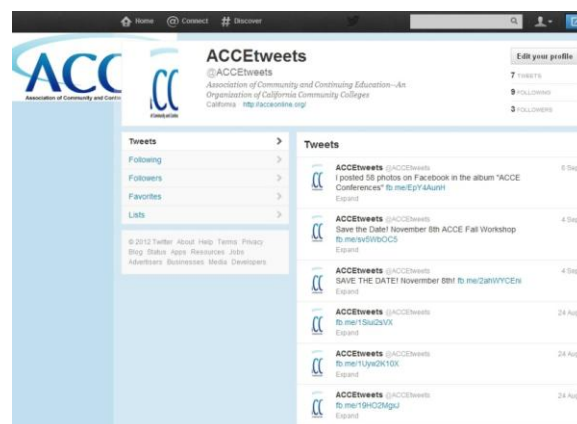 Home Connect Discover
ACC
Association of Community and Contin
ACCEtweets
@ACCEtweets
Association of Community and Continuing Education--An
Organization of California Community Colleges
California http://acceonline.org/
Edit your profile
7 TWEETS
9 FOLLOWING
3 FOLLOWERS
Tweets
Following
Followers
Favorites
Lists
© 2012 Twitter About Help Terms Privacy
Blog Status Apps Resources Jobs
Advertisers Businesses Media Developers
Tweets
ACCEtweets @ACCEtweets 6 Sep
I posted 58 photos on Facebook in the album "ACCE
Conferences" fb.me/EpY4AunH
Expand
ACCEtweets @ACCEtweets 4 Sep
Save the Date! November 8th ACCE Fall Workshop
fb.me/sv5WbOC5
Expand
ACCEtweets @ACCEtweets 4 Sep
SAVE THE DATE! Novermber 8th! fb.me/2ahWYCEni
Expand
ACCEtweets @ACCEtweets 24 Aug
fb.me/1Siui2sVX
Expand
ACCEtweets @ACCEtweets 24 Aug
fb.me/1Uyw2K10X
Expand
ACCEtweets @ACCEtweets 24 Aug
fb.me/19HO2MgxJ
Expand